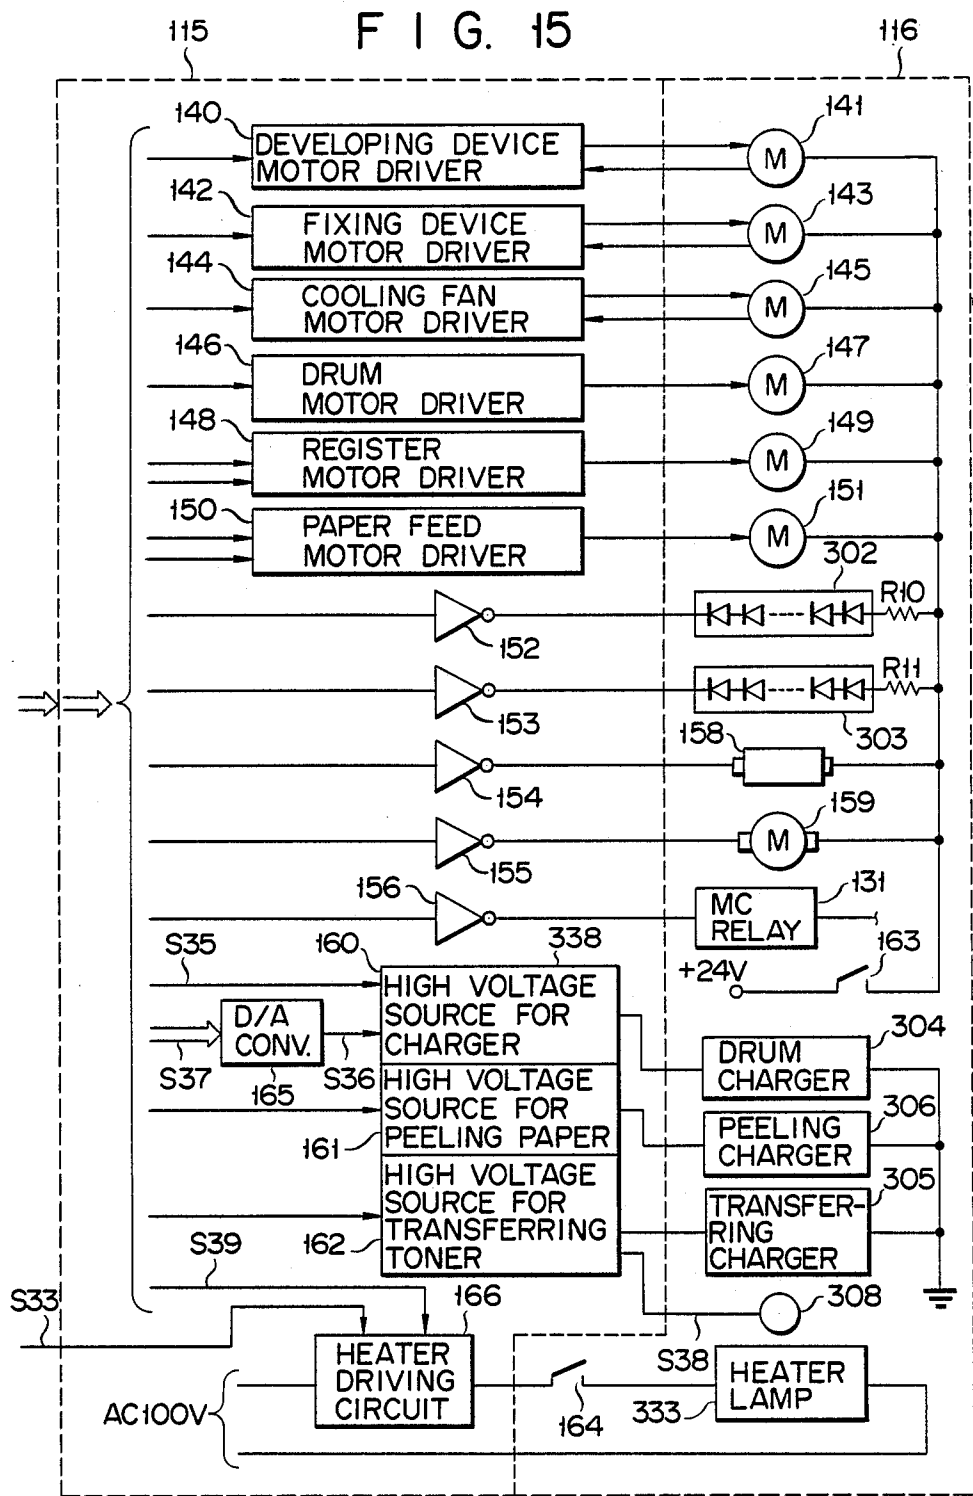 FIG. 15
115
116
140
DEVELOPING DEVICE
MOTOR DRIVER
141
M
142
FIXING DEVICE
MOTOR DRIVER
143
M
144
COOLING FAN
MOTOR DRIVER
145
M
146
DRUM
MOTOR DRIVER
147
M
148
REGISTER
MOTOR DRIVER
149
M
150
PAPER FEED
MOTOR DRIVER
151
M
152
302
R10
153
R11
303
154
158
155
159
M
156
MC
RELAY
131
S35
160
338
+24V
163
HIGH VOLTAGE
SOURCE FOR
CHARGER
D/A
CONV.
S37
165
S36
DRUM
CHARGER
304
HIGH VOLTAGE
SOURCE FOR
PEELING PAPER
161
PEELING
CHARGER
306
HIGH VOLTAGE
SOURCE FOR
TRANSFERRING
TONER
162
TRANSFER-
RING
CHARGER
305
S39
S33
166
308
S38
HEATER
DRIVING
CIRCUIT
164
HEATER
LAMP
333
AC100V